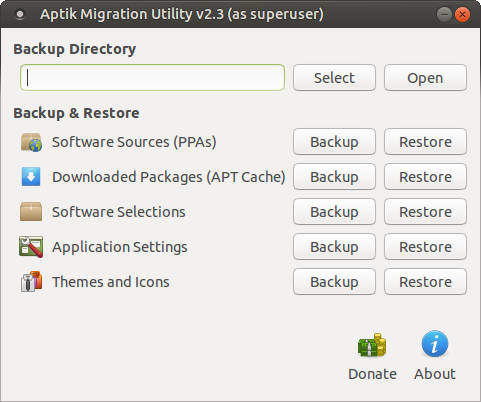 Aptik Migration Utility v2.3 (as superuser)
Backup Directory
Select Open
Backup & Restore
Software Sources (PPAs) Backup Restore
Downloaded Packages (APT Cache) Backup Restore
Software Selections Backup Restore
Application Settings Backup Restore
Themes and Icons Backup Restore
Donate About